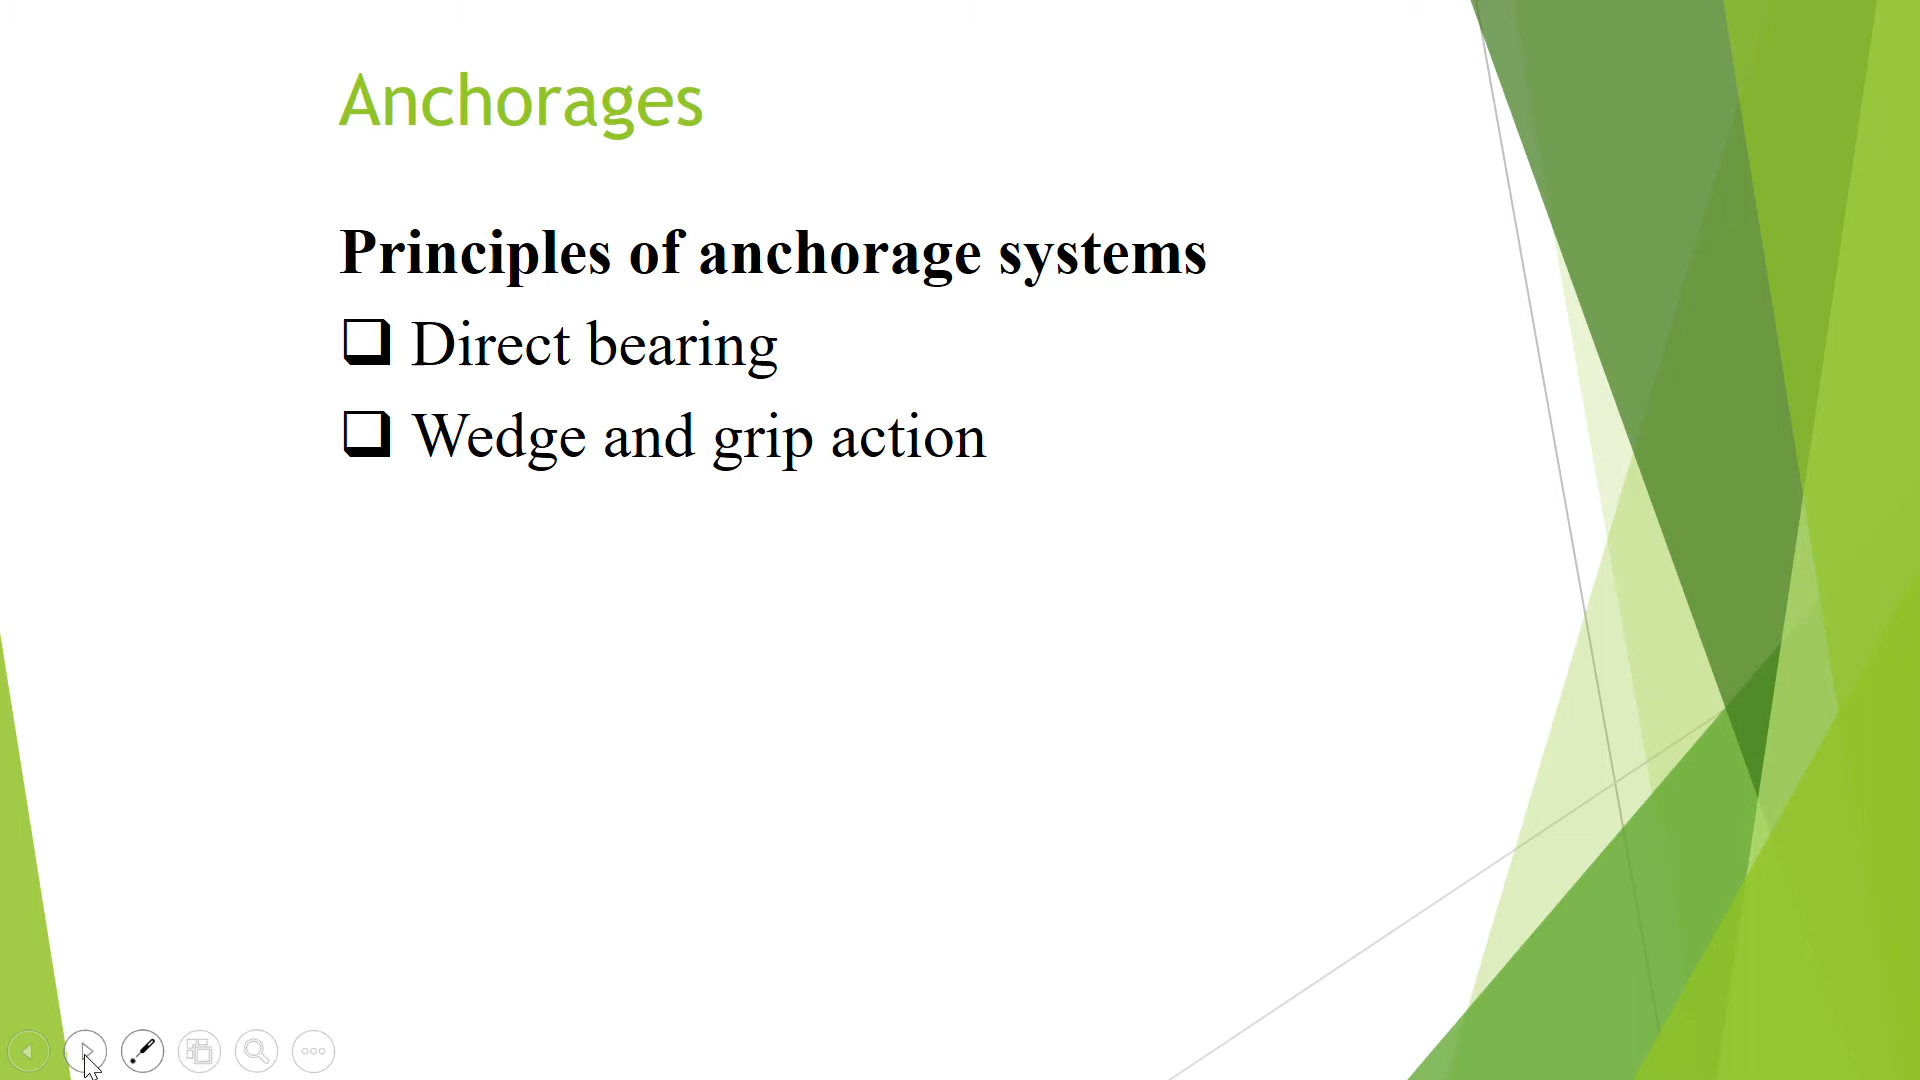 Anchorages
Principles of anchorage systems
❑ Direct bearing
❑ Wedge and grip action